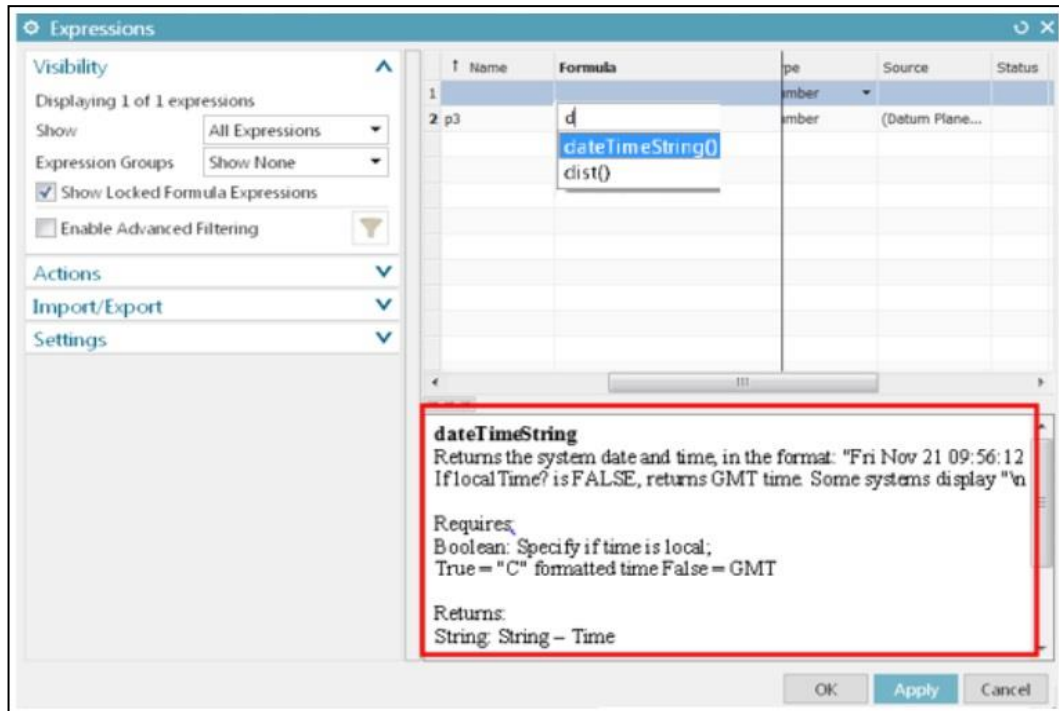 Expressions
Visibility
Displaying 1 of 1 expressions
Show All Expressions
Expression Groups Show None
Show Locked Formula Expressions
Enable Advanced Filtering
Actions
Import/Export
Settings
↑ Name Formula pe Source Status
1 mber
2 p3 d mber (Datum Plane...
dateTimeString()
dist()
dateTimeString
Returns the system date and time, in the format: "Fri Nov 21 09:56:12
If localTime? is FALSE, returns GMT time. Some systems display "\n
Requires:
Boolean: Specify if time is local;
True = "C" formatted time False = GMT
Returns:
String: String – Time
OK Apply Cancel